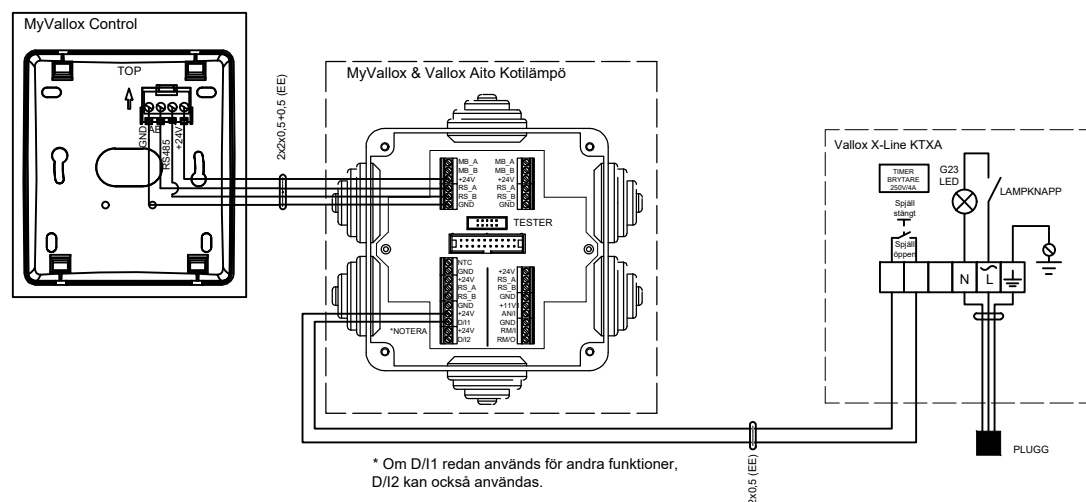 MyVallox Control
TOP
GND
AB
RS485
+24V
2x2x0,5+0,5 (EE)
MyVallox & Vallox Aito Kotilämpö
MB_A
MB_B
+24V
RS_A
RS_B
GND
MB_A
MB_B
+24V
RS_A
RS_B
GND
TESTER
NTC
GND
+24V
RS_A
RS_B
GND
+24V
D/I1
+24V
D/I2
*NOTERA
+24V
RS_A
RS_B
GND
+11V
AN/I
GND
RM/I
RM/O
Vallox X-Line KTXA
TIMER
BRYTARE
250V/4A
Spjäll
stängt
Spjäll
öppen
G23
LED
LAMPKNAPP
N
L
PLUGG
2x0,5 (EE)
* Om D/I1 redan används för andra funktioner,
D/I2 kan också användas.